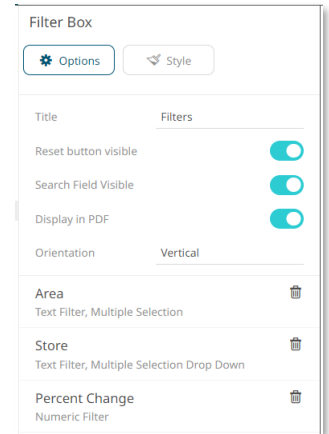 Filter Box
Options Style
Title Filters
Reset button visible
Search Field Visible
Display in PDF
Orientation Vertical
Area
Text Filter, Multiple Selection
Store
Text Filter, Multiple Selection Drop Down
Percent Change
Numeric Filter